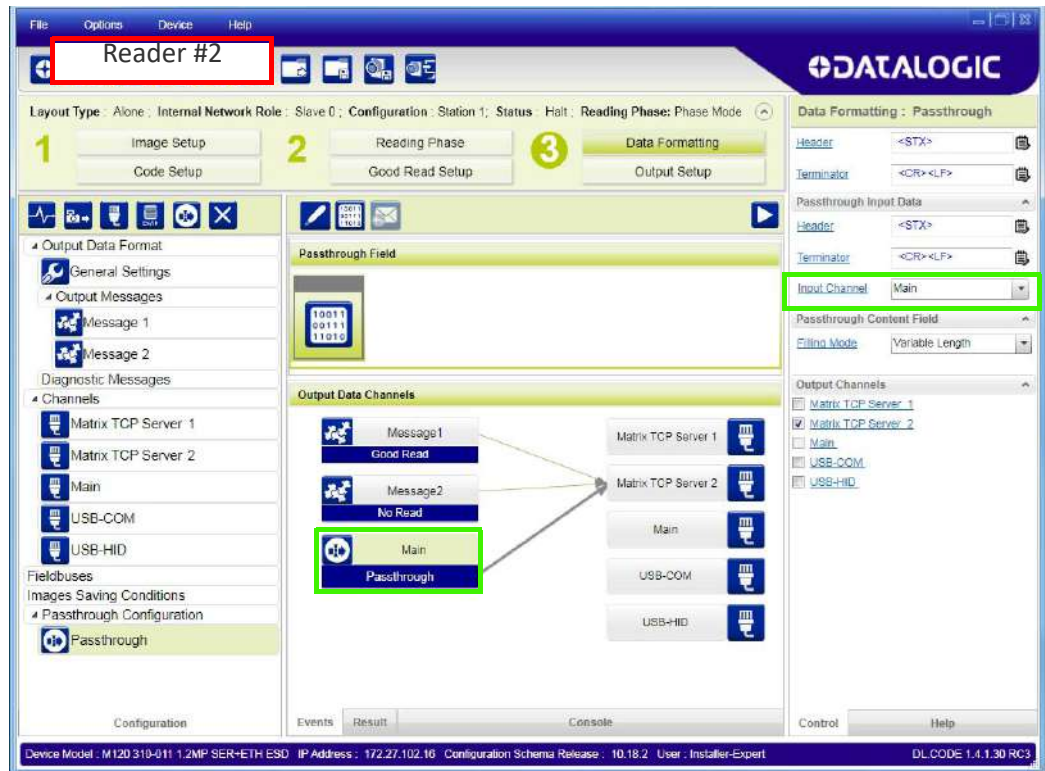 File Options Device Help
Reader #2
DATALOGIC
Layout Type : Alone ; Internal Network Role : Slave 0 ; Configuration : Station 1; Status : Halt ; Reading Phase: Phase Mode
1 Image Setup 2 Reading Phase 3 Data Formatting
Code Setup Good Read Setup Output Setup
Output Data Format
General Settings
Output Messages
Message 1
Message 2
Diagnostic Messages
Channels
Matrix TCP Server 1
Matrix TCP Server 2
Main
USB-COM
USB-HID
Fieldbuses
Images Saving Conditions
Passthrough Configuration
Passthrough
Configuration
Passthrough Field
10011
00111
11010
Output Data Channels
Message1
Good Read
Message2
No Read
Main
Passthrough
Matrix TCP Server 1
Matrix TCP Server 2
Main
USB-COM
USB-HID
Events Result Console
Data Formatting : Passthrough
Header <STX>
Terminator <CR><LF>
Passthrough Input Data
Header <STX>
Terminator <CR><LF>
Input Channel Main
Passthrough Content Field
Filling Mode Variable Length
Output Channels
Matrix TCP Server 1
Matrix TCP Server 2
Main
USB-COM
USB-HID
Control Help
Device Model : M120 310-011 1.2MP SER+ETH ESD IP Address : 172.27.102.16 Configuration Schema Release : 10.18.2 User : Installer-Expert DL.CODE 1.4.1.30 RC3